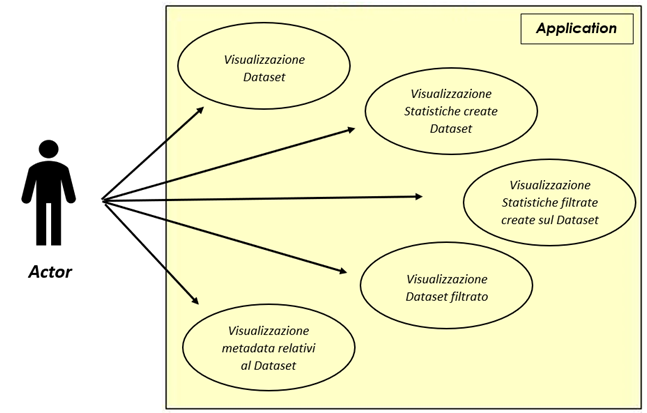 Application
Visualizzazione
Dataset
Visualizzazione
Statistiche create
Dataset
Visualizzazione
Statistiche filtrate
create sul Dataset
Actor
Visualizzazione
Dataset filtrato
Visualizzazione
metadata relativi
al Dataset